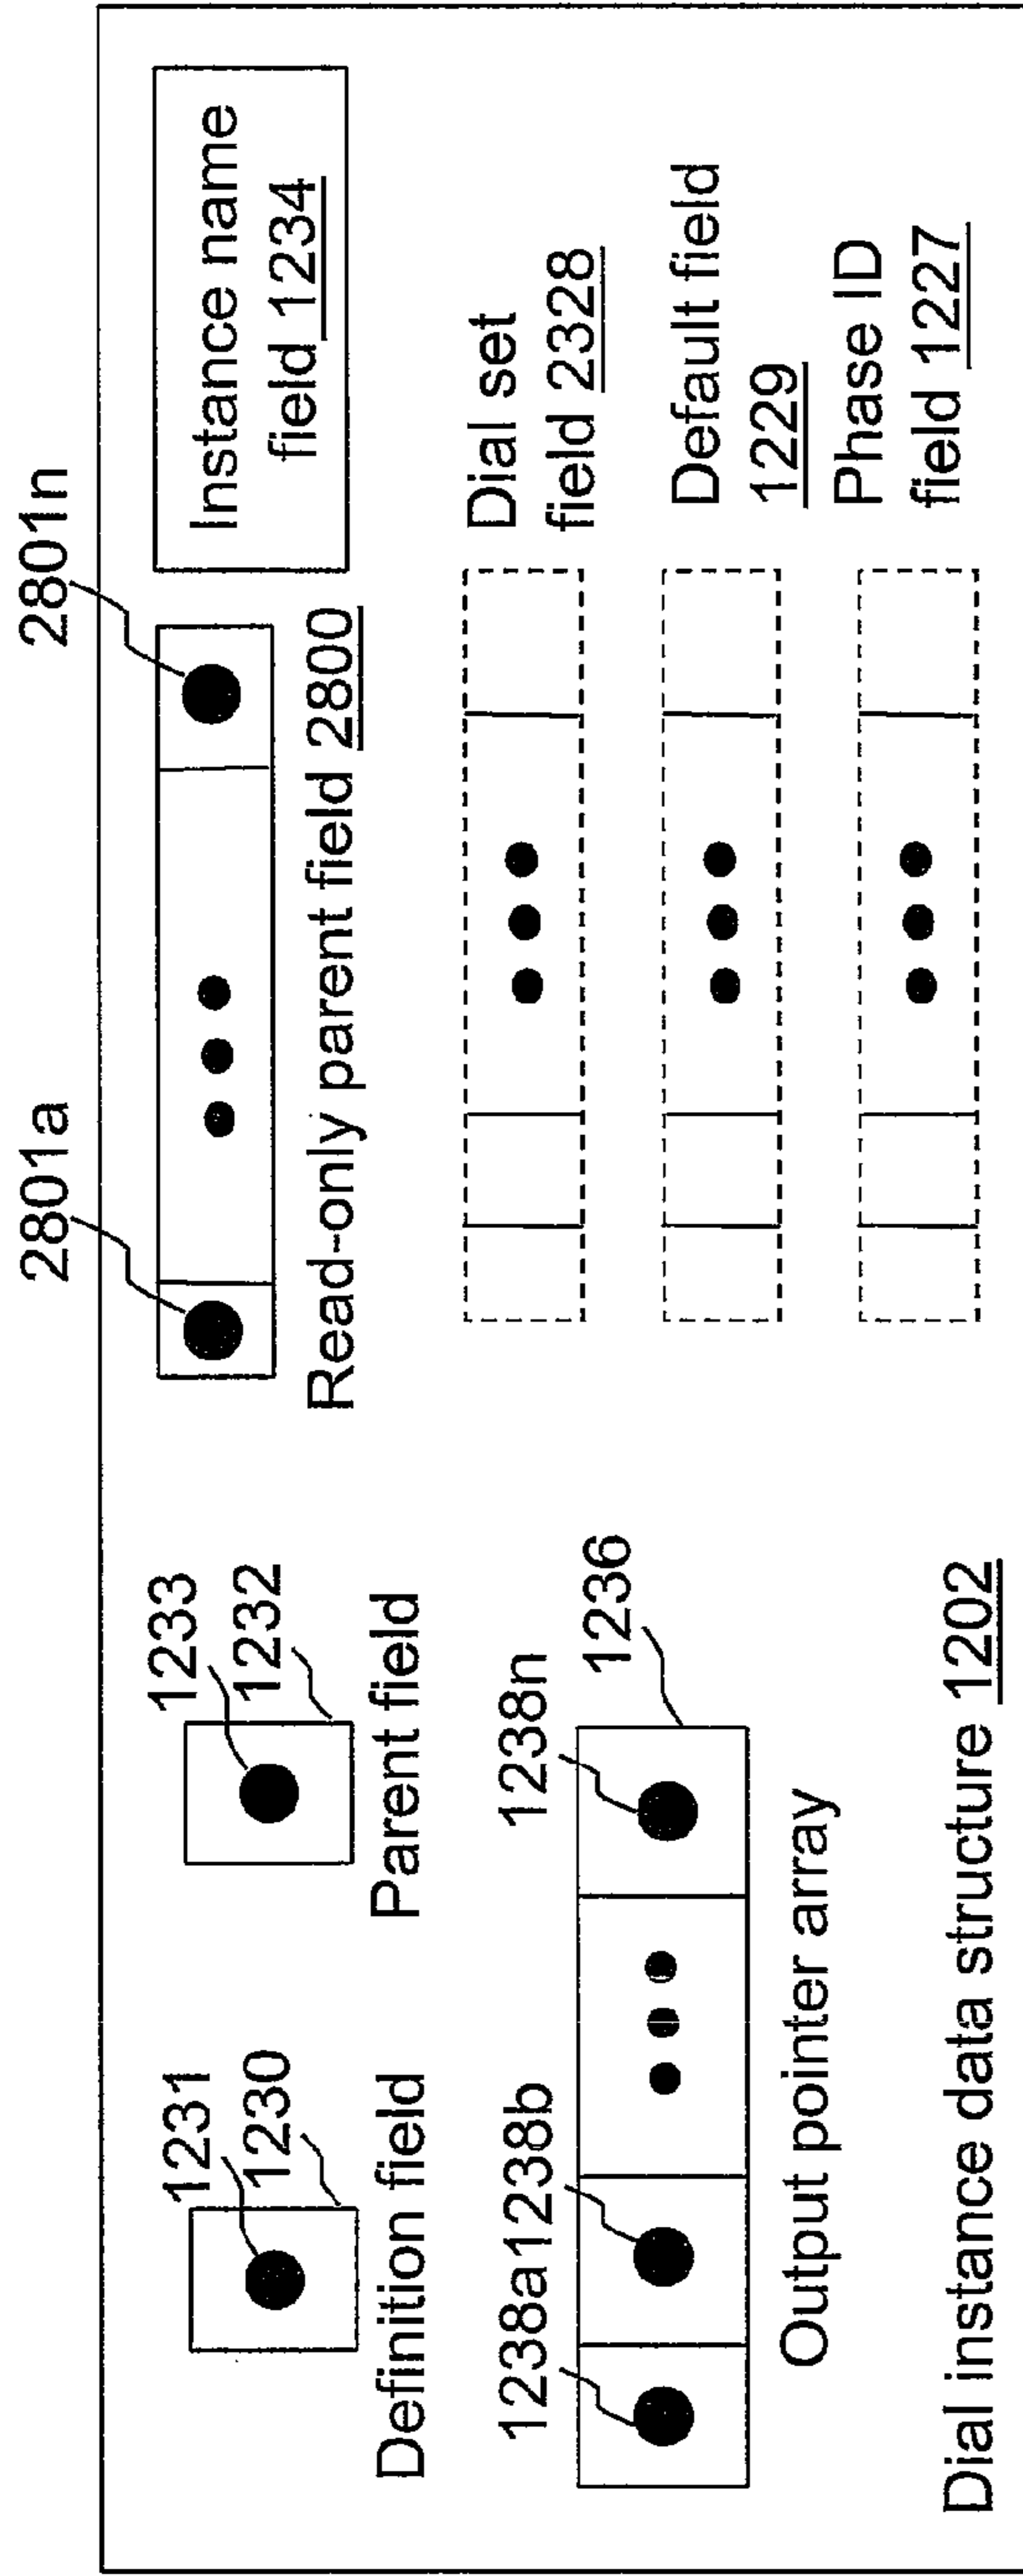 2801a
2801n
1231
1230
1233
1232
Definition field
Parent field
Read-only parent field 2800
Instance name
field 1234
1238a
1238b
1238n
1236
Output pointer array
Dial set
field 2328
Default field
1229
Phase ID
field 1227
Dial instance data structure 1202